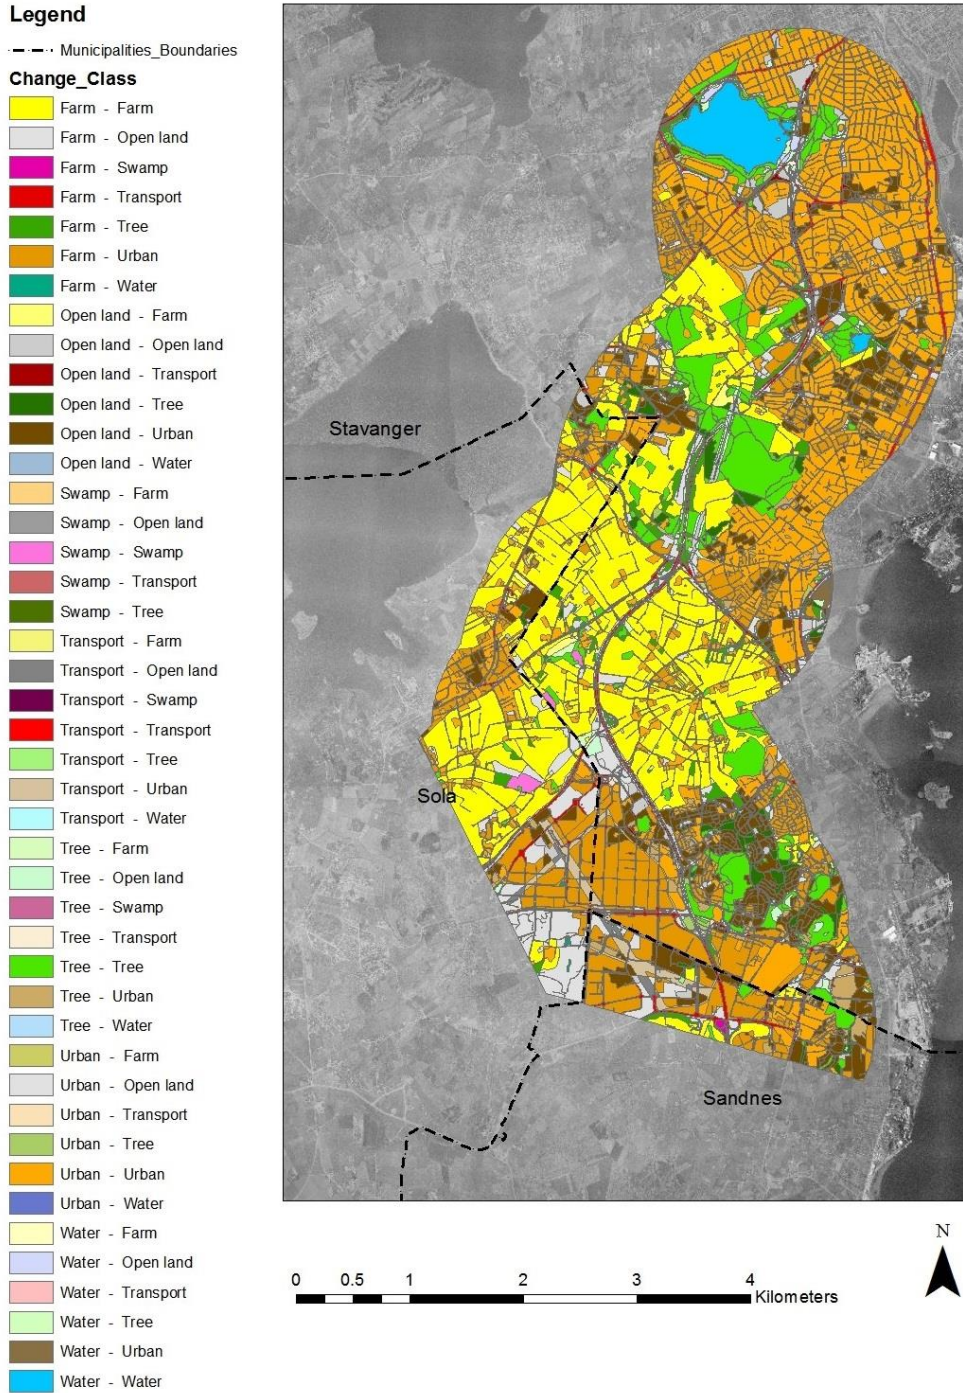 Legend
Municipalities_Boundaries
Change_Class
Farm - Farm
Farm - Open land
Farm - Swamp
Farm - Transport
Farm - Tree
Farm - Urban
Farm - Water
Open land - Farm
Open land - Open land
Open land - Transport
Open land - Tree
Open land - Urban
Open land - Water
Swamp - Farm
Swamp - Open land
Swamp - Swamp
Swamp - Transport
Swamp - Tree
Transport - Farm
Transport - Open land
Transport - Swamp
Transport - Transport
Transport - Tree
Transport - Urban
Transport - Water
Tree - Farm
Tree - Open land
Tree - Swamp
Tree - Transport
Tree - Tree
Tree - Urban
Tree - Water
Urban - Farm
Urban - Open land
Urban - Transport
Urban - Tree
Urban - Urban
Urban - Water
Water - Farm
Water - Open land
Water - Transport
Water - Tree
Water - Urban
Water - Water
Stavanger
Sola
Sandnes
N
0 0.5 1 2 3 4
Kilometers